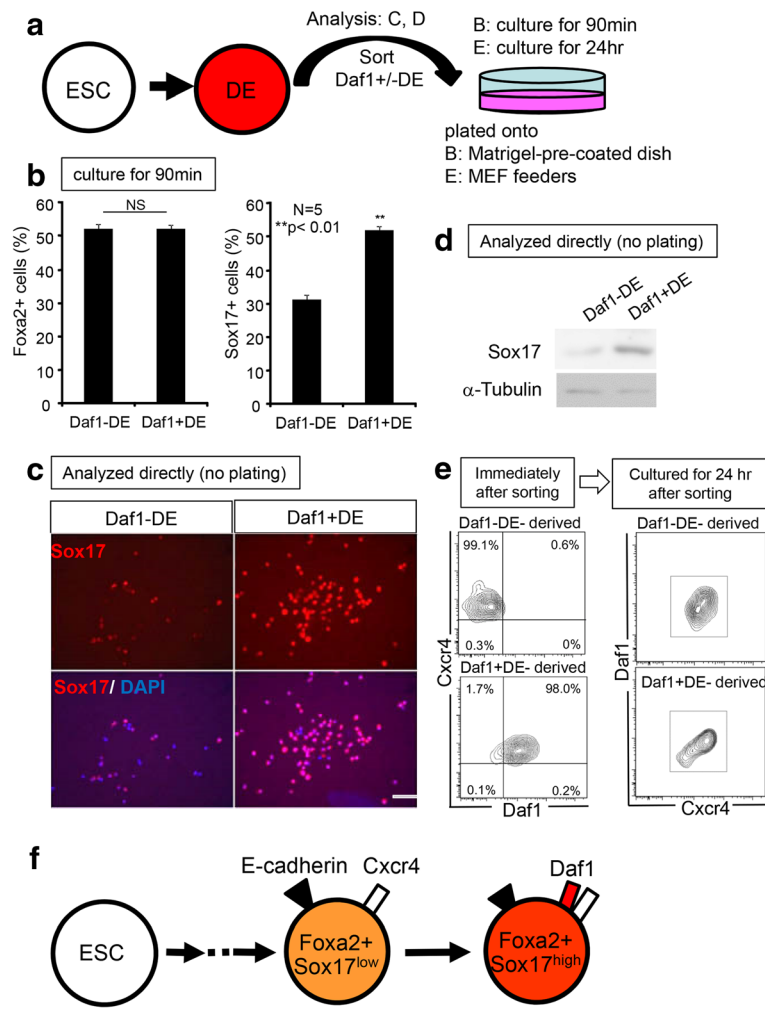 a
Analysis: C, D
ESC
DE
Sort
Daf1+/-DE
B: culture for 90min
E: culture for 24hr
plated onto
B: Matrigel-pre-coated dish
E: MEF feeders
b
culture for 90min
Foxa2+ cells (%)
60
50
40
30
20
10
0
NS
Daf1-DE
Daf1+DE
Sox17+ cells (%)
60
50
40
30
20
10
0
N=5
**p< 0.01
**
Daf1-DE
Daf1+DE
d
Analyzed directly (no plating)
Daf1-DE
Daf1+DE
Sox17
α-Tubulin
c
Analyzed directly (no plating)
Daf1-DE
Daf1+DE
Sox17
Sox17/ DAPI
e
Immediately
after sorting
Cultured for 24 hr
after sorting
Daf1-DE- derived
99.1%
0.6%
0.3%
0%
Daf1+DE- derived
1.7%
98.0%
0.1%
0.2%
Cxcr4
Daf1
Daf1-DE- derived
Daf1+DE- derived
Daf1
Cxcr4
f
ESC
E-cadherin
Cxcr4
Foxa2+
Sox17low
Daf1
Foxa2+
Sox17high